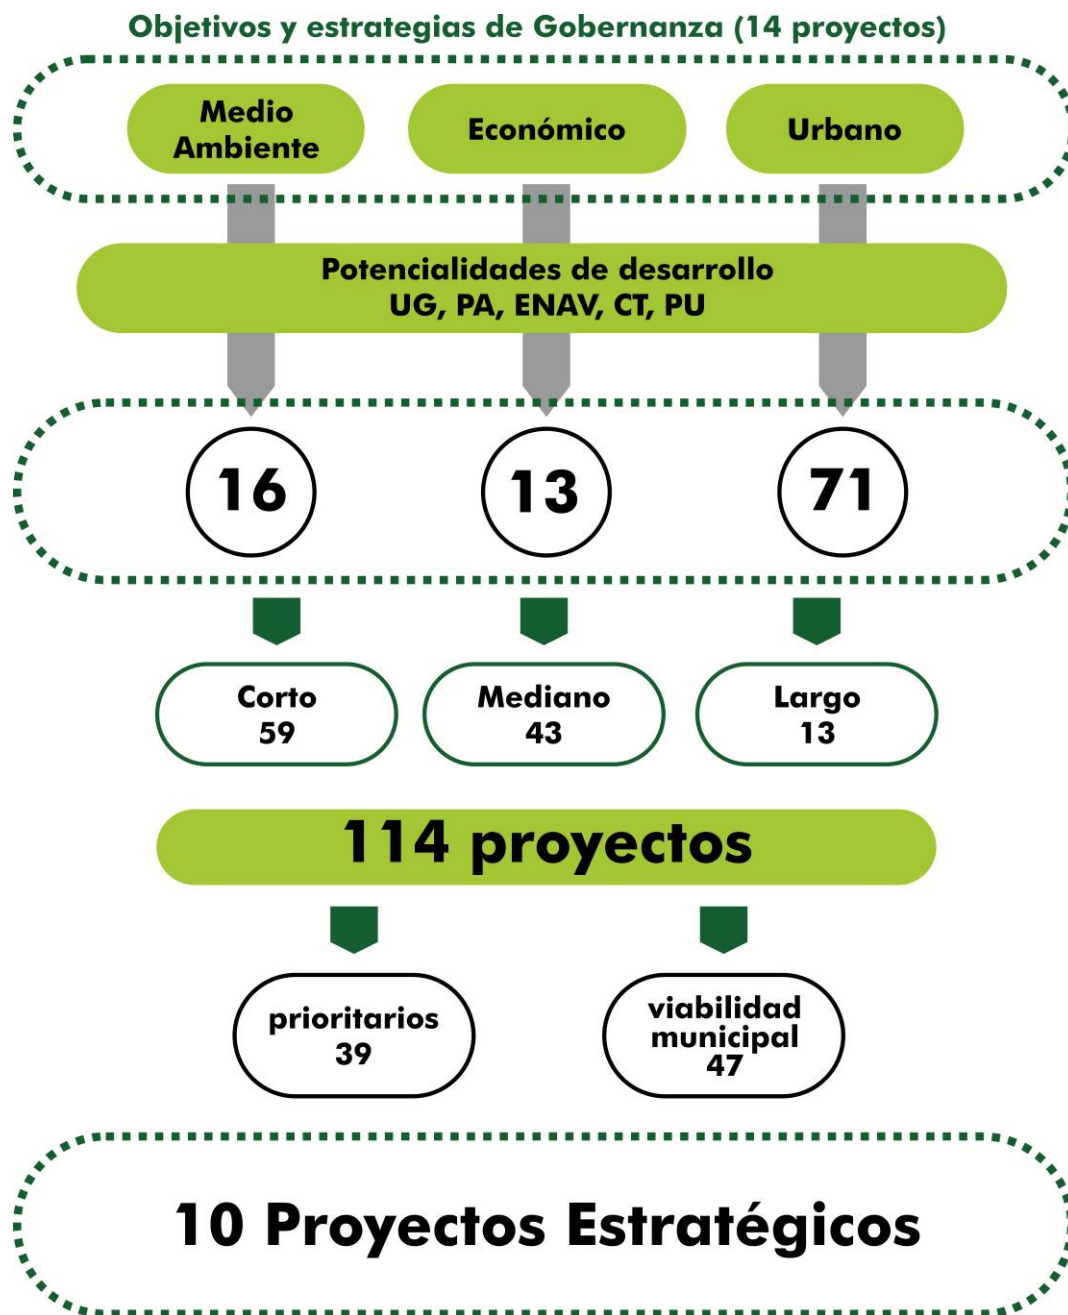 Objetivos y estrategias de Gobernanza (14 proyectos)
Medio
Ambiente
Económico
Urbano
Potencialidades de desarrollo
UG, PA, ENAV, CT, PU
16
13
71
Corto
59
Mediano
43
Largo
13
114 proyectos
prioritarios
39
viabilidad
municipal
47
10 Proyectos Estratégicos